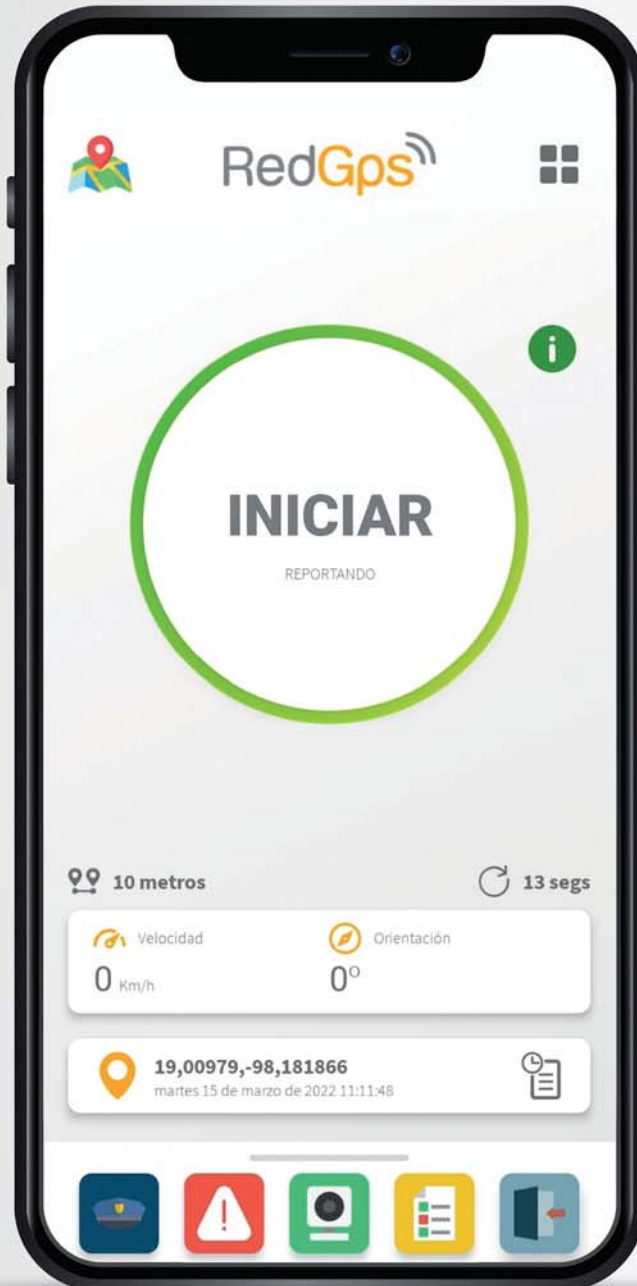 RedGps
INICIAR
REPORTANDO
10 metros
13 segs
Velocidad
Orientación
0 Km/h
0°
19,00979,-98,181866
martes 15 de marzo de 2022 11:11:48